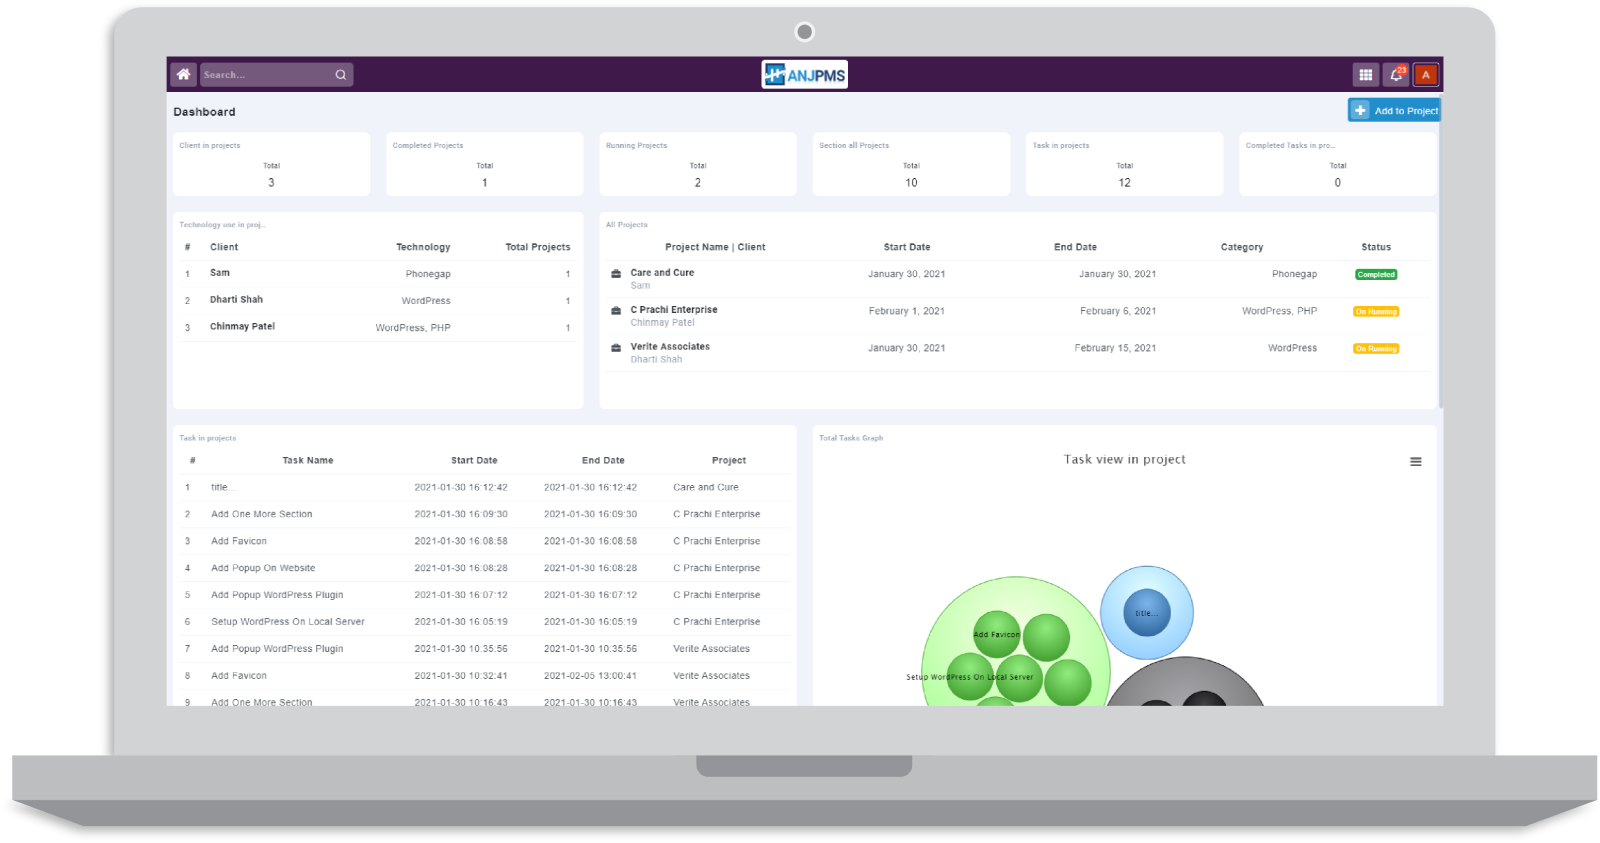 Search...
ANJPMS
23
A
Dashboard
Add to Project
Client in projects
Total
3
Completed Projects
Total
1
Running Projects
Total
2
Section all Projects
Total
10
Task in projects
Total
12
Completed Tasks in pro...
Total
0
Technology use in proj..
# Client Technology Total Projects
1 Sam Phonegap 1
2 Dharti Shah WordPress 1
3 Chinmay Patel WordPress, PHP 1
All Projects
Project Name | Client Start Date End Date Category Status
Care and Cure January 30, 2021 January 30, 2021 Phonegap Completed
Sam
C Prachi Enterprise February 1, 2021 February 6, 2021 WordPress, PHP On Running
Chinmay Patel
Verite Associates January 30, 2021 February 15, 2021 WordPress On Running
Dharti Shah
Task in projects
# Task Name Start Date End Date Project
1 title... 2021-01-30 16:12:42 2021-01-30 16:12:42 Care and Cure
2 Add One More Section 2021-01-30 16:09:30 2021-01-30 16:09:30 C Prachi Enterprise
3 Add Favicon 2021-01-30 16:08:58 2021-01-30 16:08:58 C Prachi Enterprise
4 Add Popup On Website 2021-01-30 16:08:28 2021-01-30 16:08:28 C Prachi Enterprise
5 Add Popup WordPress Plugin 2021-01-30 16:07:12 2021-01-30 16:07:12 C Prachi Enterprise
6 Setup WordPress On Local Server 2021-01-30 16:05:19 2021-01-30 16:05:19 C Prachi Enterprise
7 Add Popup WordPress Plugin 2021-01-30 10:35:56 2021-01-30 10:35:56 Verite Associates
8 Add Favicon 2021-01-30 10:32:41 2021-02-05 13:00:41 Verite Associates
9 Add One More Section 2021-01-30 10:16:43 2021-01-30 10:16:43 Verite Associates
Total Tasks Graph
Task view in project
title...
Add Favicon
Setup WordPress On Local Server